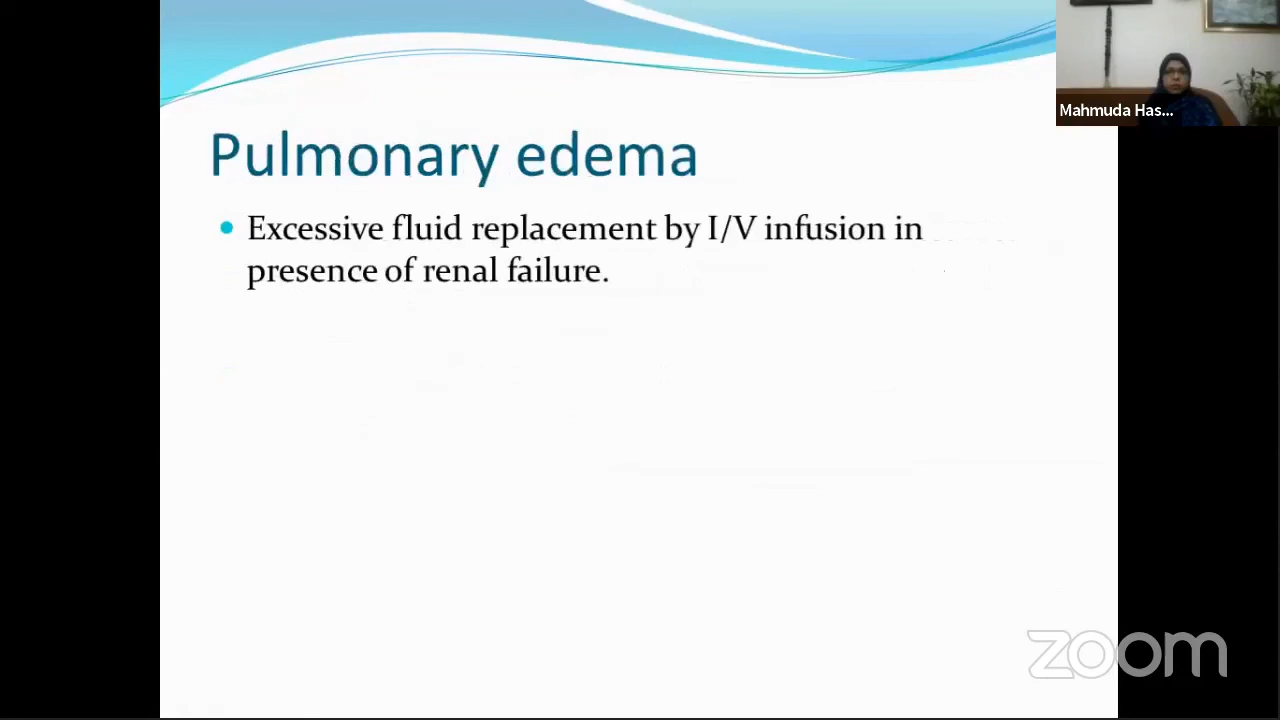 Mahmuda Has...
Pulmonary edema
• Excessive fluid replacement by I/V infusion in
presence of renal failure.
zoom